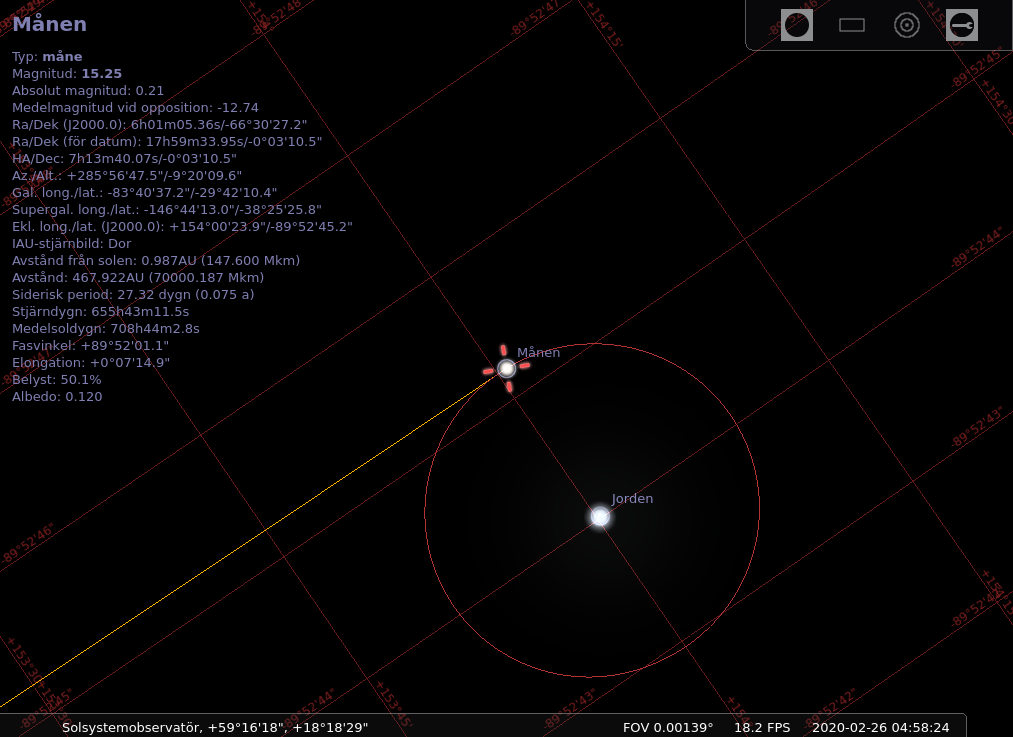 Månen
Typ: måne
Magnitud: 15.25
Absolut magnitud: 0.21
Medelmagnitud vid opposition: -12.74
Ra/Dek (J2000.0): 6h01m05.36s/-66°30'27.2"
Ra/Dek (för datum): 17h59m33.95s/-0°03'10.5"
HA/Dec: 7h13m40.07s/-0°03'10.5"
Az./Alt.: +285°56'47.5"/-9°20'09.6"
Gal. long./lat.: -83°40'37.2"/-29°42'10.4"
Supergal. long./lat.: -146°44'13.0"/-38°25'25.8"
Ekl. long./lat. (J2000.0): +154°00'23.9"/-89°52'45.2"
IAU-stjärnbild: Dor
Avstånd från solen: 0.987AU (147.600 Mkm)
Avstånd: 467.922AU (70000.187 Mkm)
Siderisk period: 27.32 dygn (0.075 a)
Stjärndygn: 655h43m11.5s
Medelsoldygn: 708h44m2.8s
Fasvinkel: +89°52'01.1"
Elongation: +0°07'14.9"
Belyst: 50.1%
Albedo: 0.120
-89°52'48"
-89°52'47"
+154°15'
-89°52'46"
-89°52'45"
-89°52'44"
Månen
-89°52'43"
Jorden
-89°52'46"
-89°52'45"
-89°52'44"
+153°45'
-89°52'43"
-89°52'42"
Solsystemobservatör, +59°16'18", +18°18'29"
FOV 0.00139°
18.2 FPS
2020-02-26 04:58:24